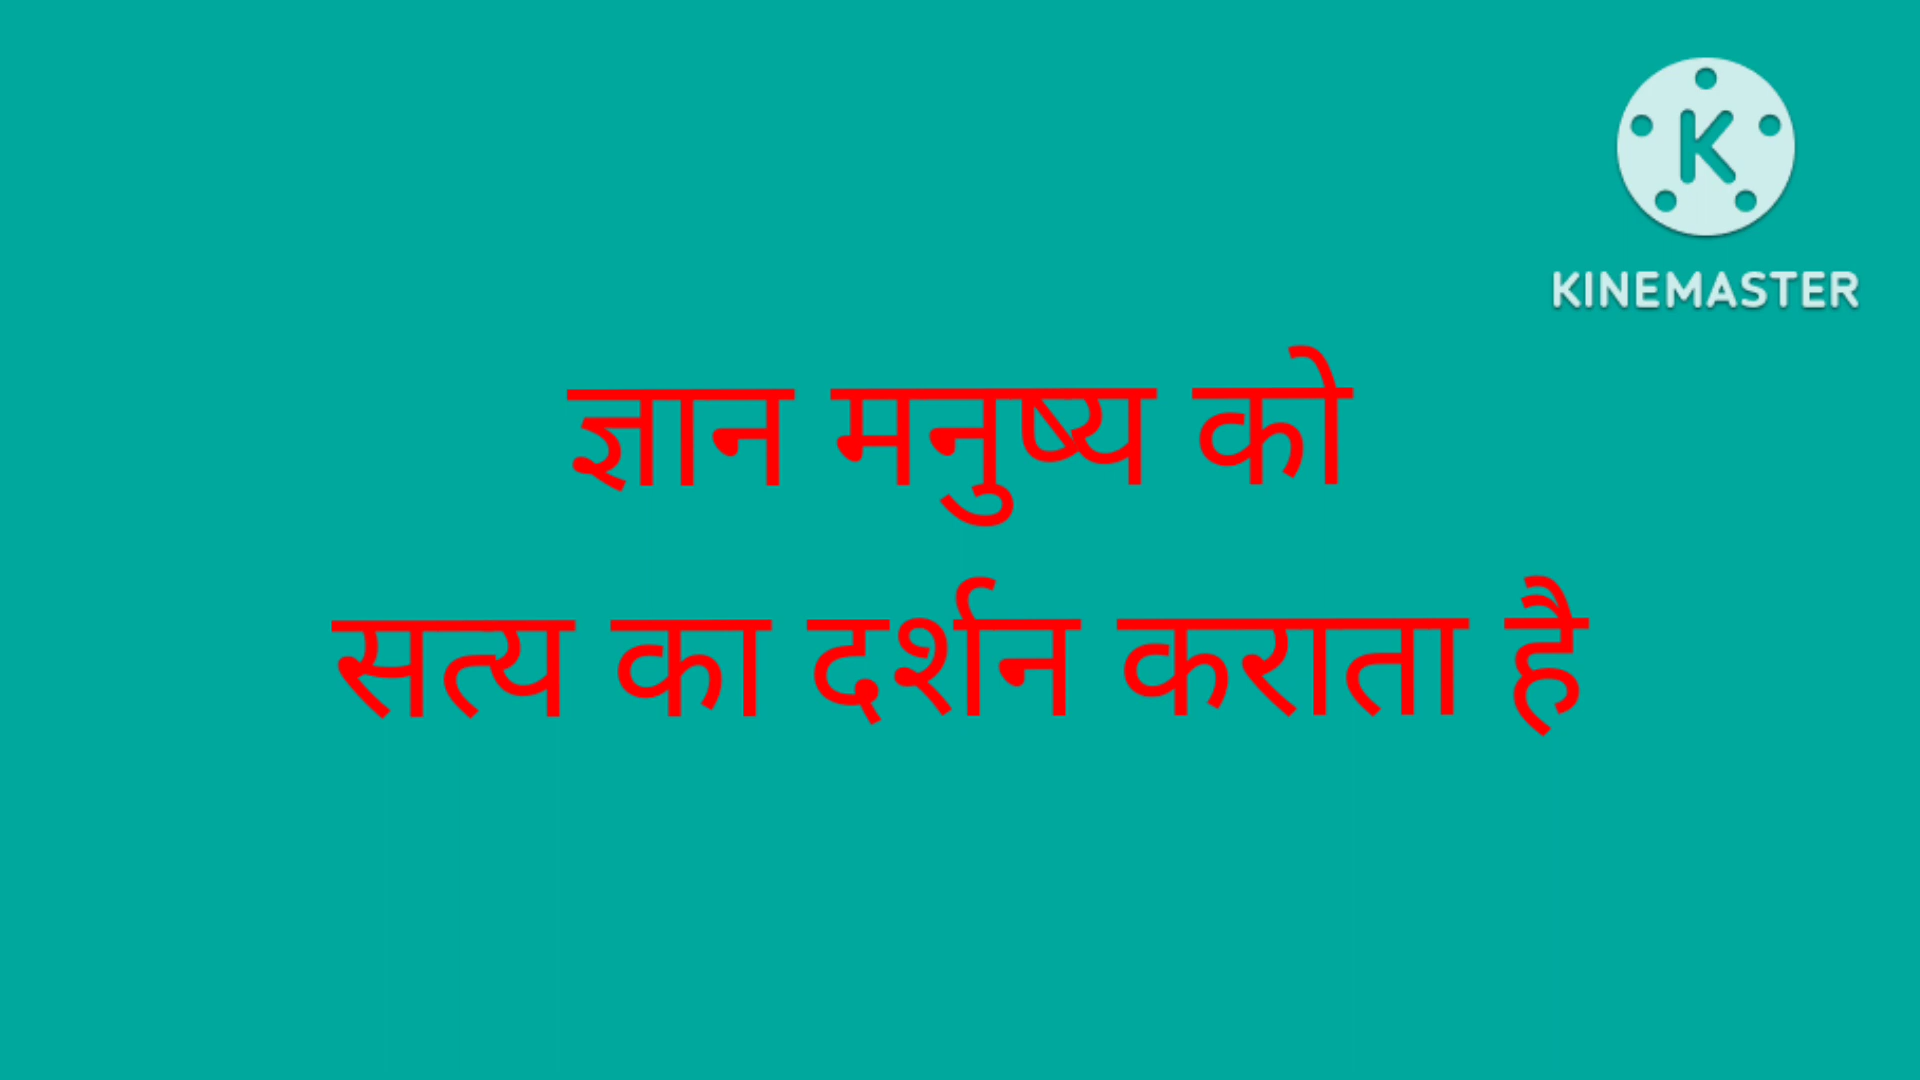 KINEMASTER
ज्ञान मनुष्य को
सत्य का दर्शन कराता है